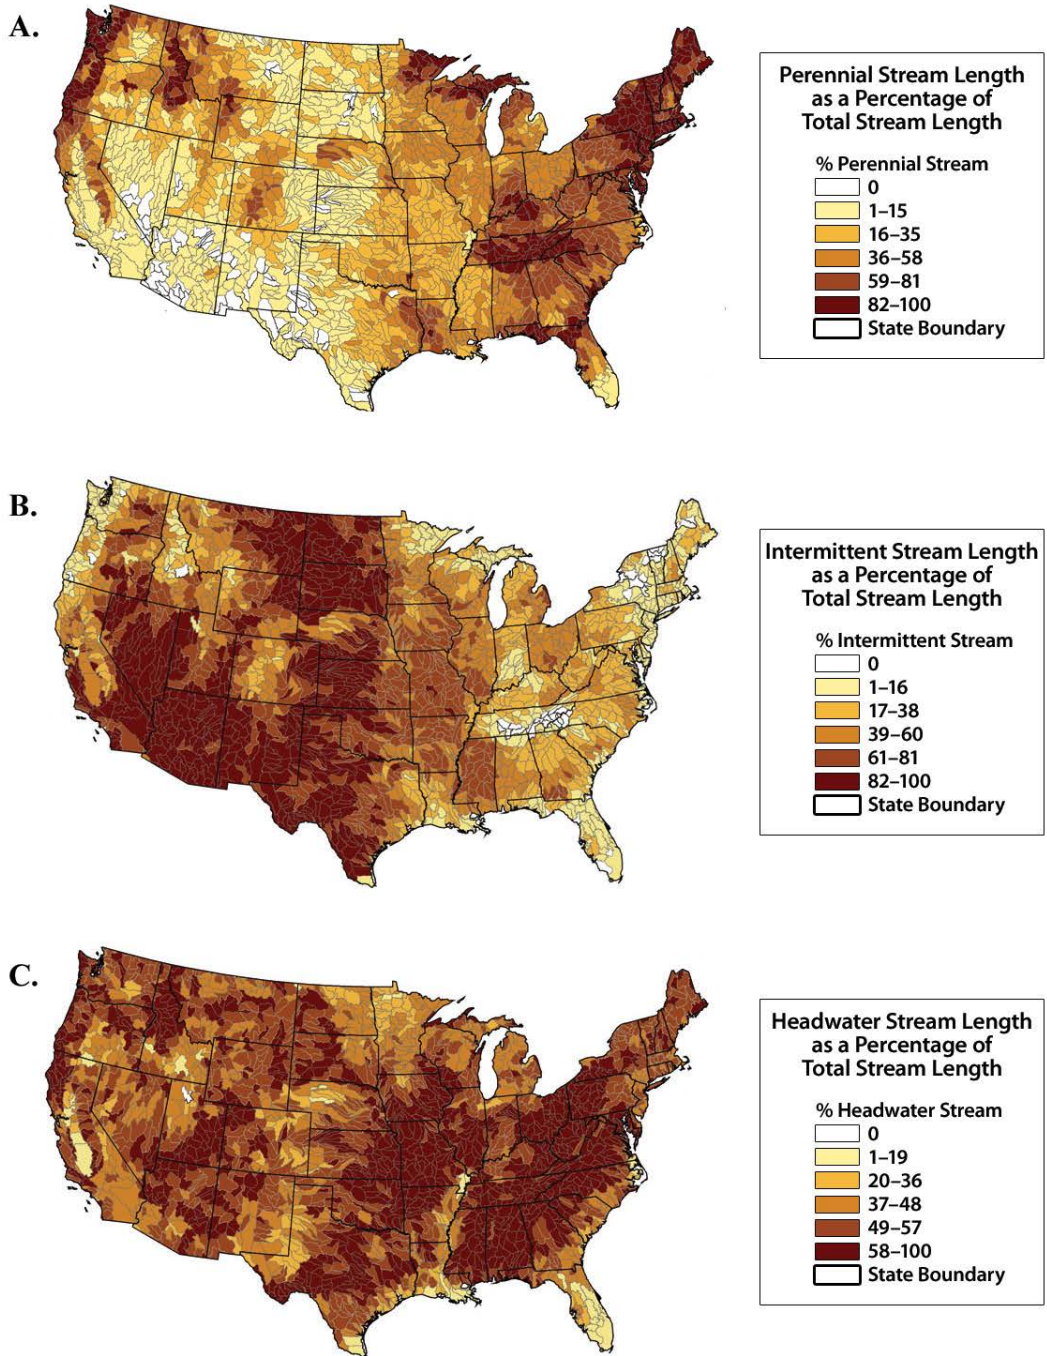 A.
Perennial Stream Length
as a Percentage of
Total Stream Length
% Perennial Stream
0
1–15
16–35
36–58
59–81
82–100
State Boundary
B.
Intermittent Stream Length
as a Percentage of
Total Stream Length
% Intermittent Stream
0
1–16
17–38
39–60
61–81
82–100
State Boundary
C.
Headwater Stream Length
as a Percentage of
Total Stream Length
% Headwater Stream
0
1–19
20–36
37–48
49–57
58–100
State Boundary